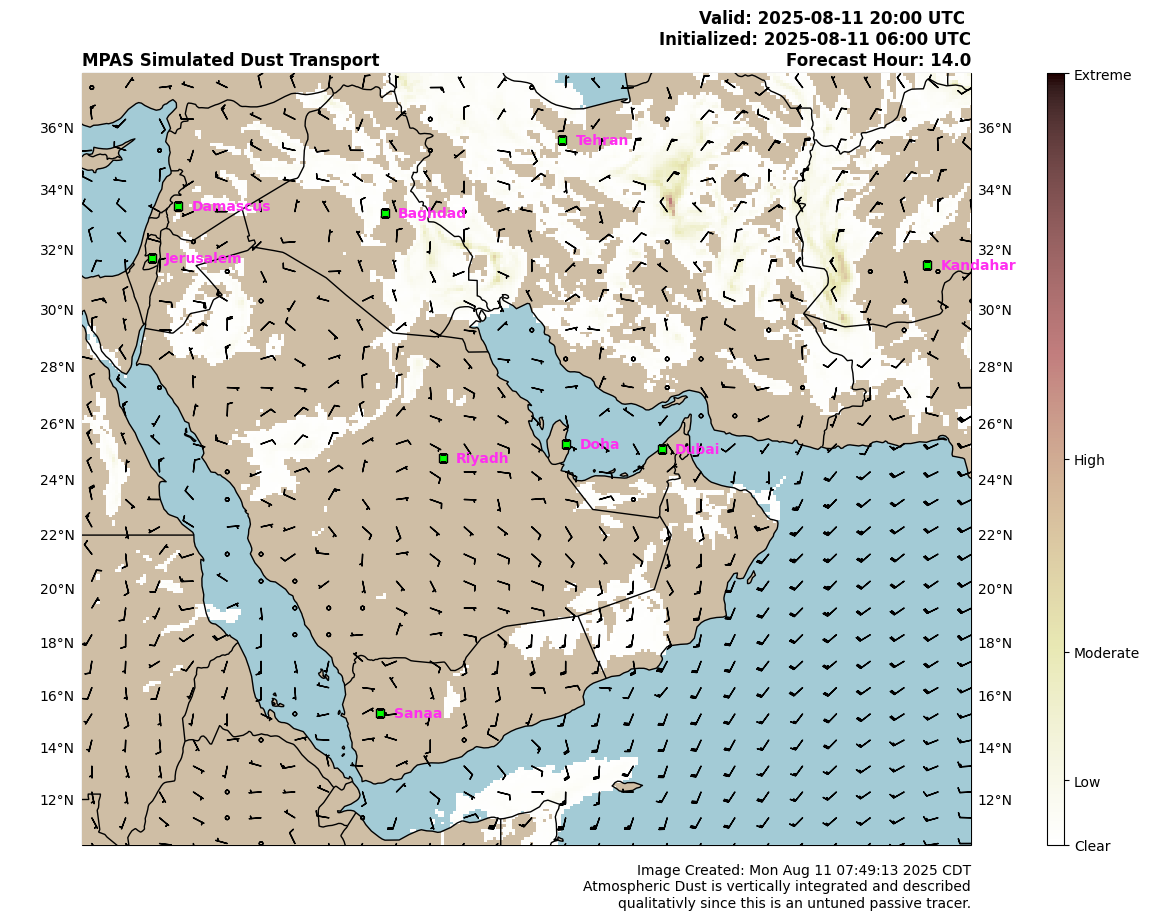 Valid: 2025-08-11 20:00 UTC
Initialized: 2025-08-11 06:00 UTC
MPAS Simulated Dust Transport Forecast Hour: 14.0
Extreme
36°N Tehran 36°N
34°N 34°N
Damascus Baghdad
32°N 32°N
Jerusalem Kandahar
30°N 30°N
28°N 28°N
26°N 26°N
Doha Dubai High
Riyadh
24°N 24°N
22°N 22°N
20°N 20°N
18°N 18°N
Moderate
16°N 16°N
Sanaa
14°N 14°N
Low
12°N 12°N
Clear
Image Created: Mon Aug 11 07:49:13 2025 CDT
Atmospheric Dust is vertically integrated and described
qualitativly since this is an untuned passive tracer.